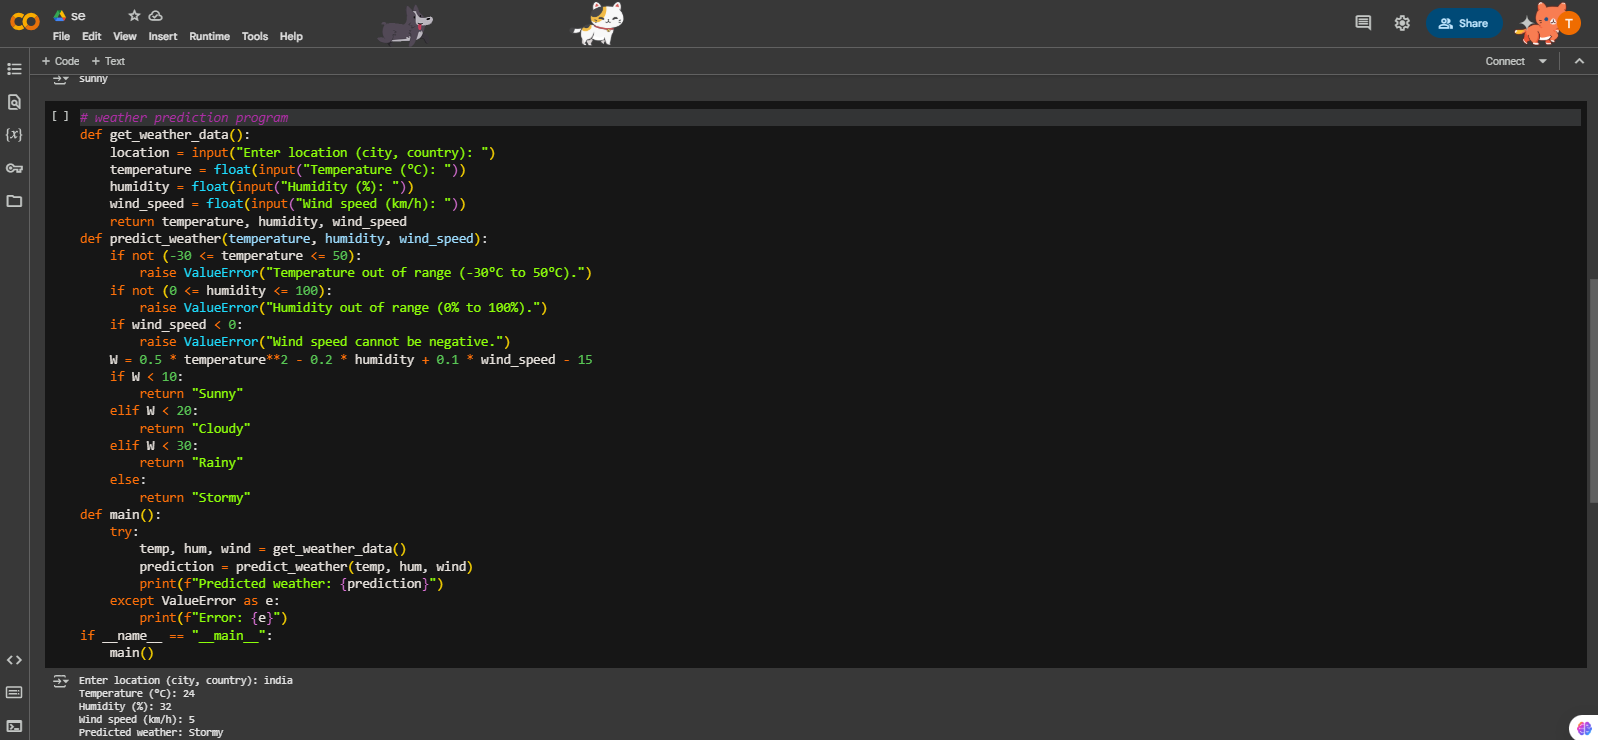 se
File Edit View Insert Runtime Tools Help
Share
T
+ Code + Text
Connect
sunny
[ ] # weather prediction program
def get_weather_data():
    location = input("Enter location (city, country): ")
    temperature = float(input("Temperature (°C): "))
    humidity = float(input("Humidity (%): "))
    wind_speed = float(input("Wind speed (km/h): "))
    return temperature, humidity, wind_speed
def predict_weather(temperature, humidity, wind_speed):
    if not (-30 <= temperature <= 50):
        raise ValueError("Temperature out of range (-30°C to 50°C).")
    if not (0 <= humidity <= 100):
        raise ValueError("Humidity out of range (0% to 100%).")
    if wind_speed < 0:
        raise ValueError("Wind speed cannot be negative.")
    W = 0.5 * temperature**2 - 0.2 * humidity + 0.1 * wind_speed - 15
    if W < 10:
        return "Sunny"
    elif W < 20:
        return "Cloudy"
    elif W < 30:
        return "Rainy"
    else:
        return "Stormy"
def main():
    try:
        temp, hum, wind = get_weather_data()
        prediction = predict_weather(temp, hum, wind)
        print(f"Predicted weather: {prediction}")
    except ValueError as e:
        print(f"Error: {e}")
if __name__ == "__main__":
    main()
Enter location (city, country): india
Temperature (°C): 24
Humidity (%): 32
Wind speed (km/h): 5
Predicted weather: Stormy